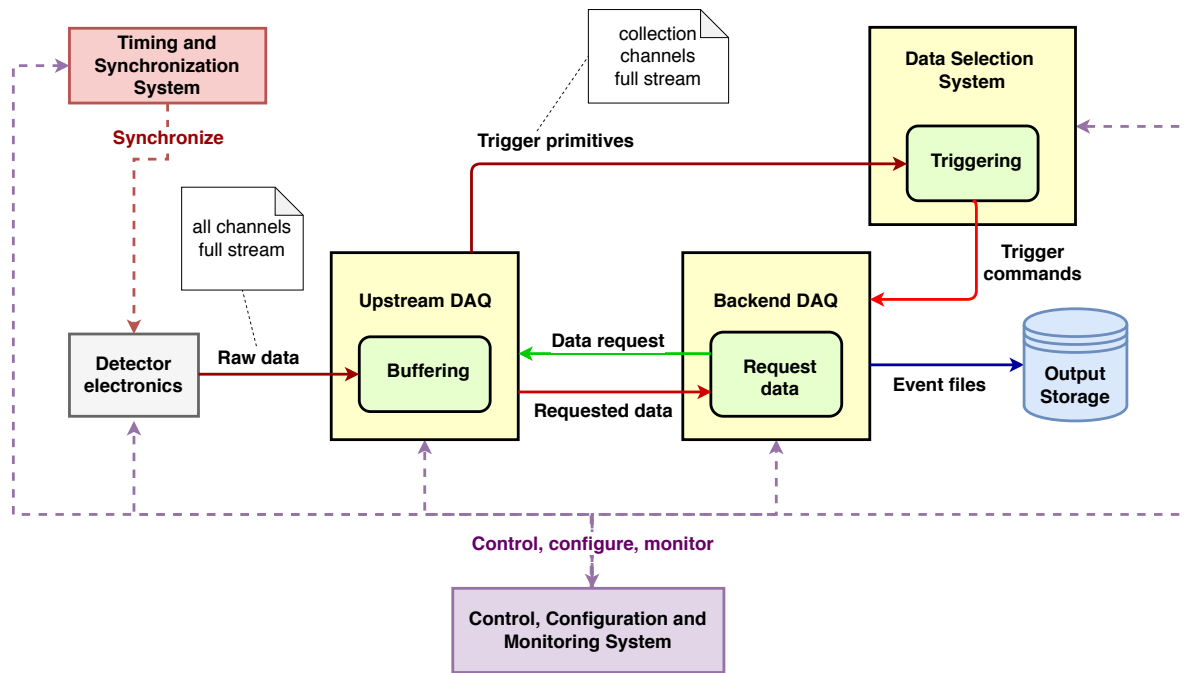 Timing and
Synchronization
System
collection
channels
full stream
Data Selection
System
Synchronize
Trigger primitives
Triggering
all channels
full stream
Trigger
commands
Upstream DAQ
Backend DAQ
Data request
Raw data
Detector
electronics
Buffering
Request
data
Event files
Output
Storage
Requested data
Control, configure, monitor
Control, Configuration and
Monitoring System